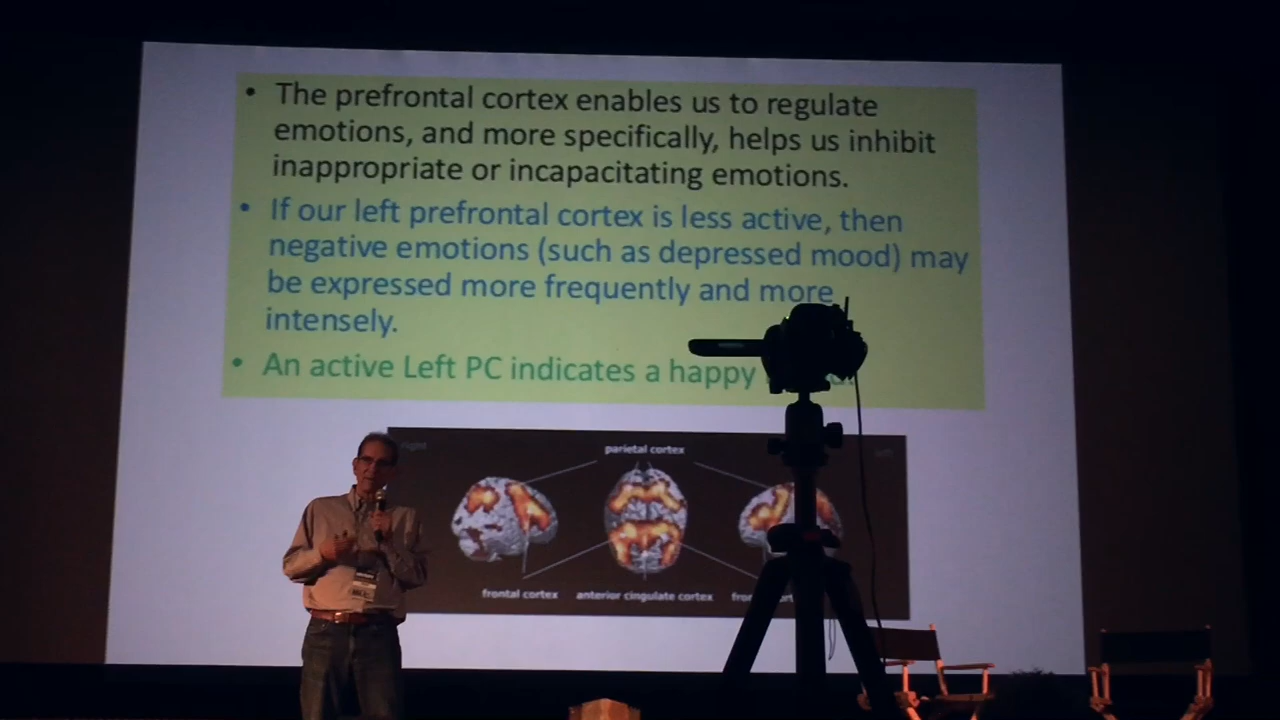 • The prefrontal cortex enables us to regulate
emotions, and more specifically, helps us inhibit
inappropriate or incapacitating emotions.
• If our left prefrontal cortex is less active, then
negative emotions (such as depressed mood) may
be expressed more frequently and more
intensely.
• An active Left PC indicates a happy
right
parietal cortex
left
frontal cortex
anterior cingulate cortex